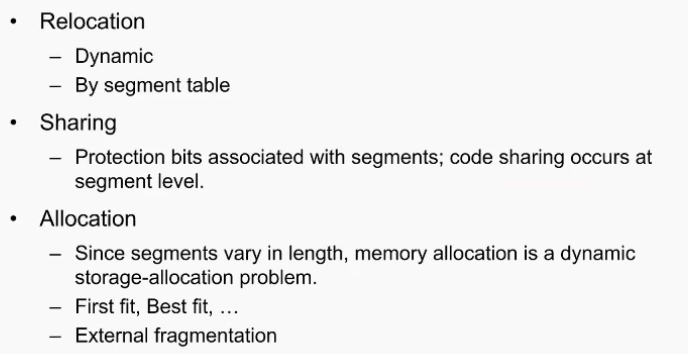 • Relocation
– Dynamic
– By segment table
• Sharing
– Protection bits associated with segments; code sharing occurs at
segment level.
• Allocation
– Since segments vary in length, memory allocation is a dynamic
storage-allocation problem.
– First fit, Best fit, …
– External fragmentation